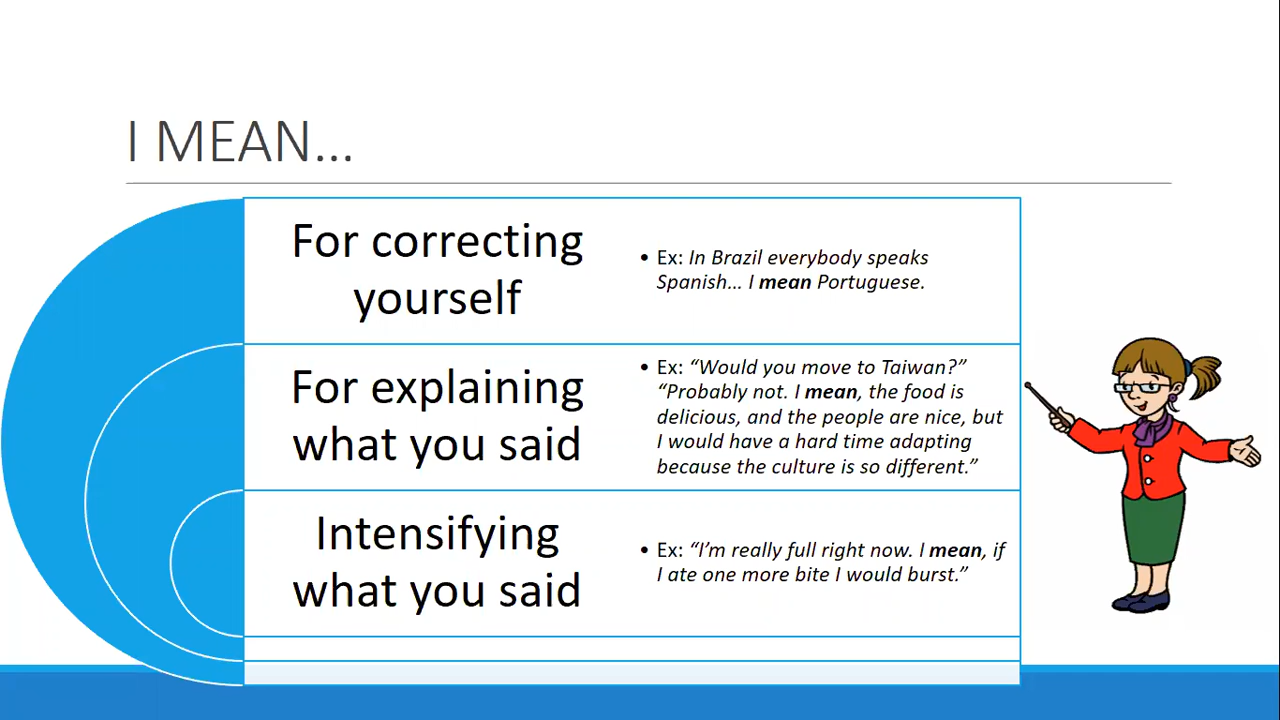 I MEAN...
For correcting
yourself
• Ex: In Brazil everybody speaks
Spanish... I mean Portuguese.
For explaining
what you said
• Ex: “Would you move to Taiwan?”
“Probably not. I mean, the food is
delicious, and the people are nice, but
I would have a hard time adapting
because the culture is so different.”
Intensifying
what you said
• Ex: “I’m really full right now. I mean, if
I ate one more bite I would burst.”